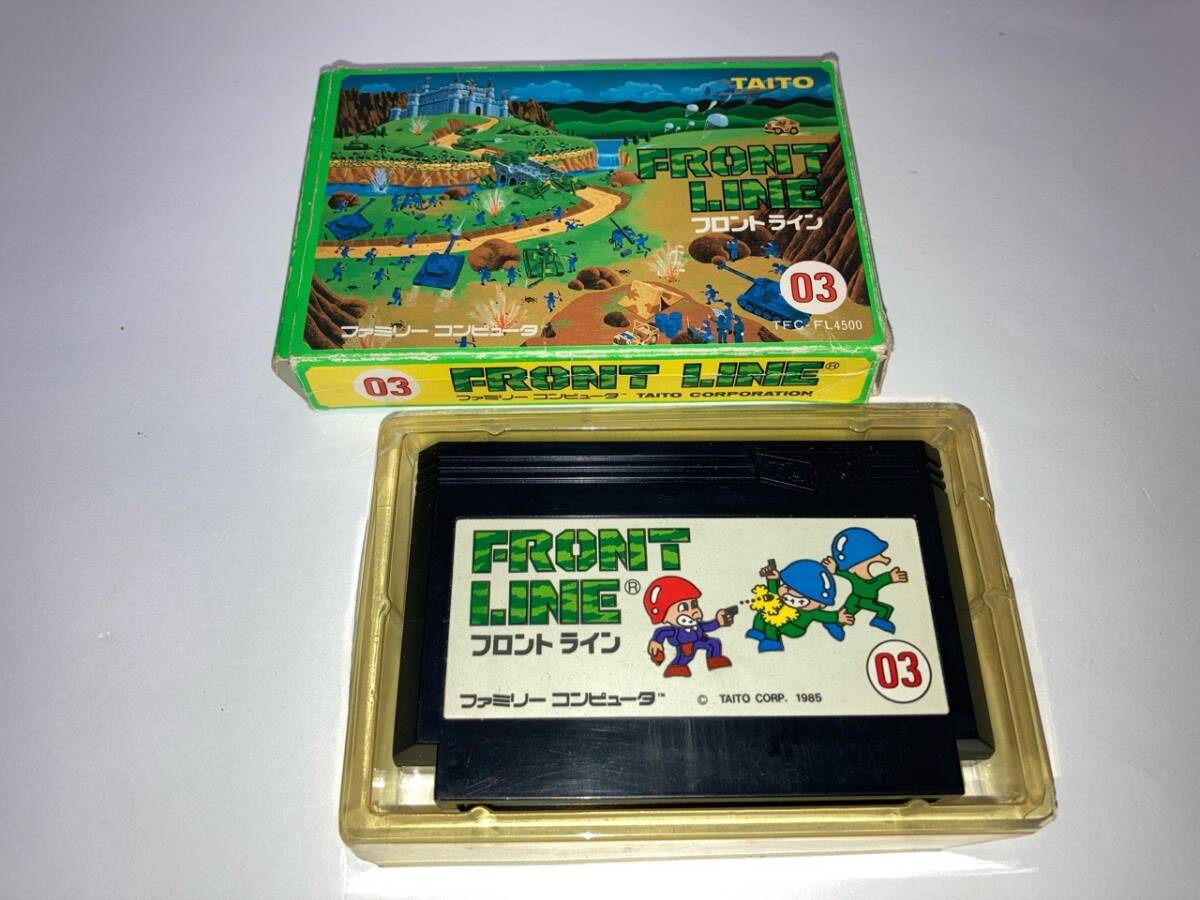 TAITO
FRONT
LINE
フロントライン
03
ファミリー コンピュータ
TFC-FL4500
03
FRONT LINE®
ファミリー コンピュータ™ TAITO CORPORATION
FRONT
LINE®
フロントライン
03
ファミリー コンピュータ™
© TAITO CORP. 1985